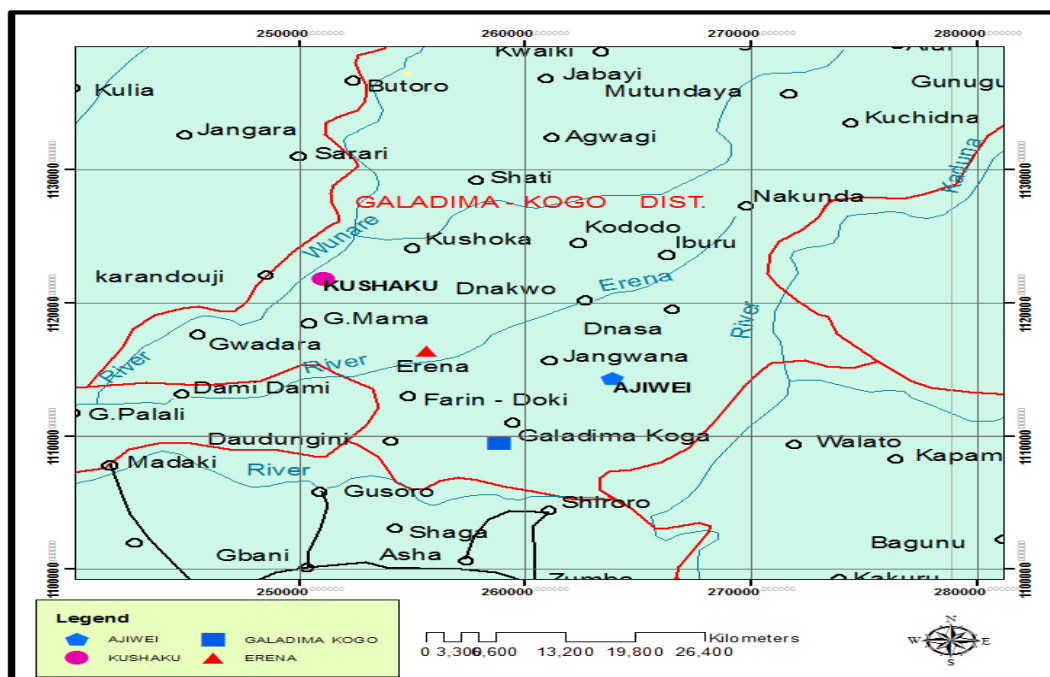 250000 260000 270000 280000
Kwaiki
Butoro Jabayi
Kulia Mutundaya Gunugu
Kuchidna
Jangara Agwagi
Sarari
Kaduna
1130000 1130000
Shati
Nakunda
GALADIMA - KOGO DIST.
Wunare Kododo
Kushoka Iburu
karandouji
KUSHAKU Dnakwo Erena
1120000 1120000
G.Mama Dnasa River
Gwadara
River River Erena Jangwana
Dami Dami AJIWEI
G.Palali Farin - Doki
Daudungini Galadima Koga Walato
1110000 1110000
Madaki River Kapam
Gusoro Shiroro
Shaga
Gbani Asha Bagunu
Zumba Kakuru
1100000 1100000
250000 260000 270000 280000
Legend
AJIWEI GALADIMA KOGO
KUSHAKU ERENA
Kilometers
0 3,300 6,600 13,200 19,800 26,400
N
W E
S